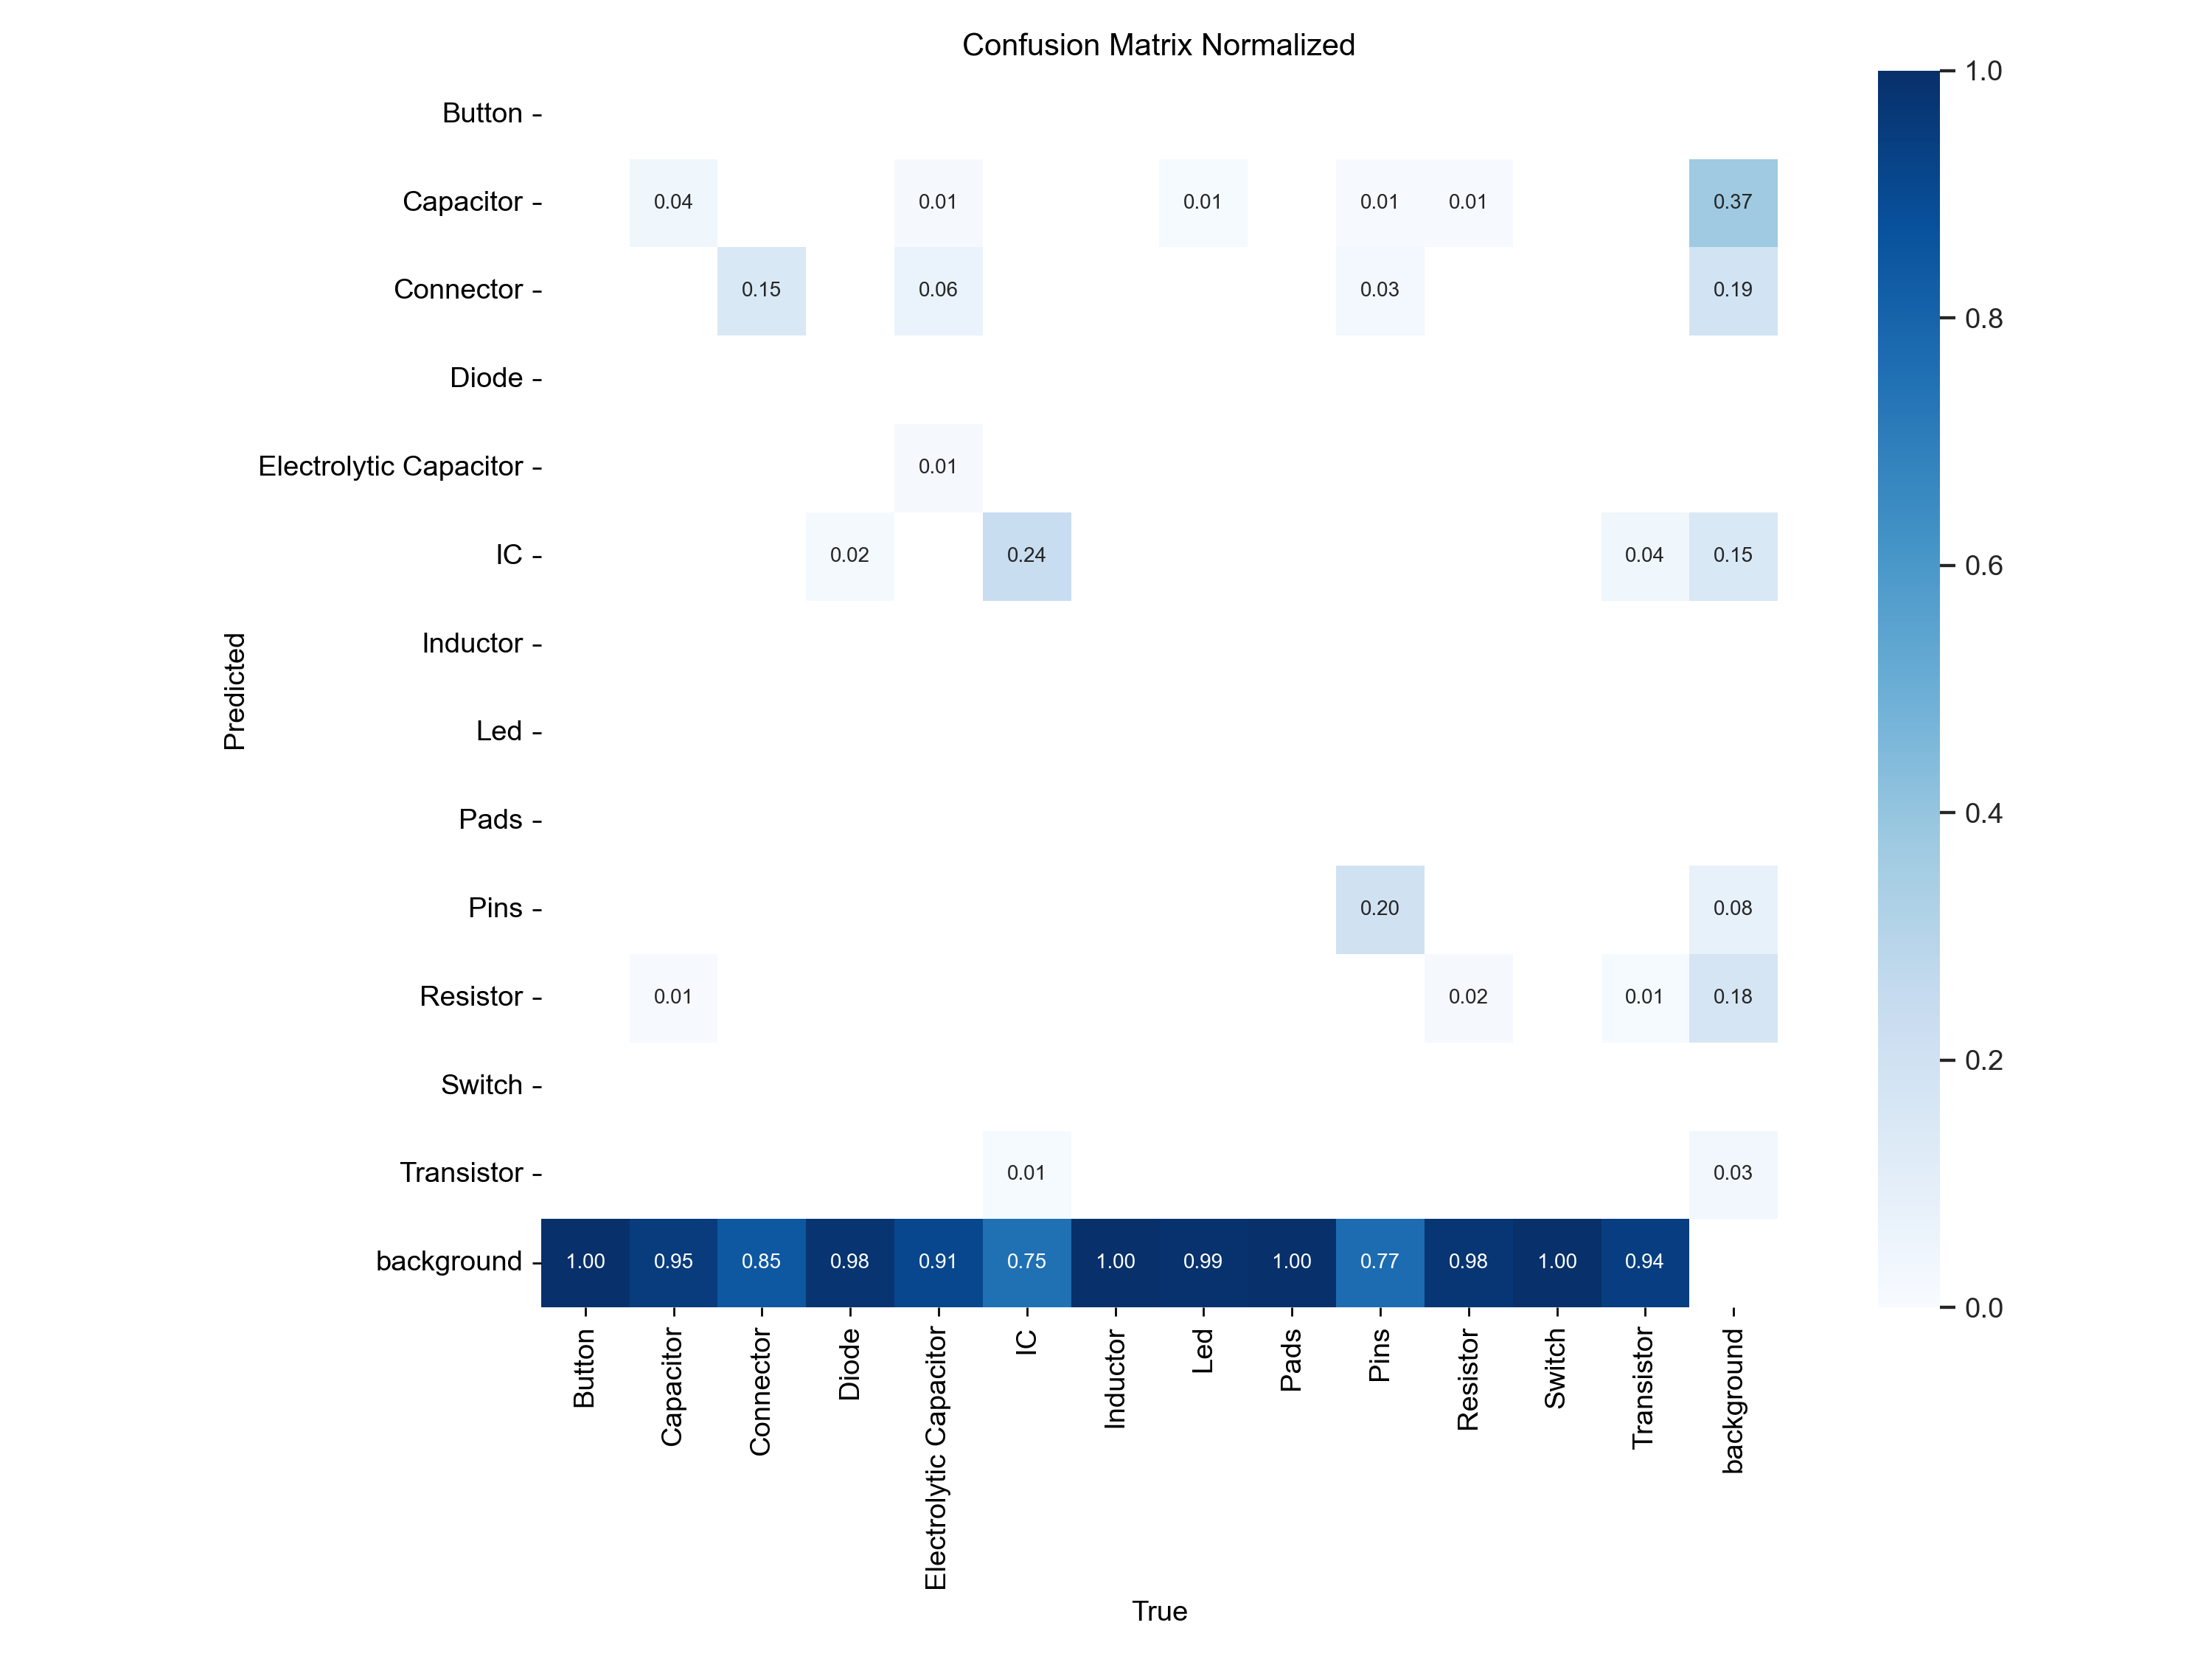 Confusion Matrix Normalized
Button
Capacitor 0.04 0.01 0.01 0.01 0.01 0.37
Connector 0.15 0.06 0.03 0.19
Diode
Electrolytic Capacitor 0.01
IC 0.02 0.24 0.04 0.15
Inductor
Led
Pads
Pins 0.20 0.08
Resistor 0.01 0.02 0.01 0.18
Switch
Transistor 0.01 0.03
background 1.00 0.95 0.85 0.98 0.91 0.75 1.00 0.99 1.00 0.77 0.98 1.00 0.94
Predicted
Button
Capacitor
Connector
Diode
Electrolytic Capacitor
IC
Inductor
Led
Pads
Pins
Resistor
Switch
Transistor
background
True
1.0
0.8
0.6
0.4
0.2
0.0